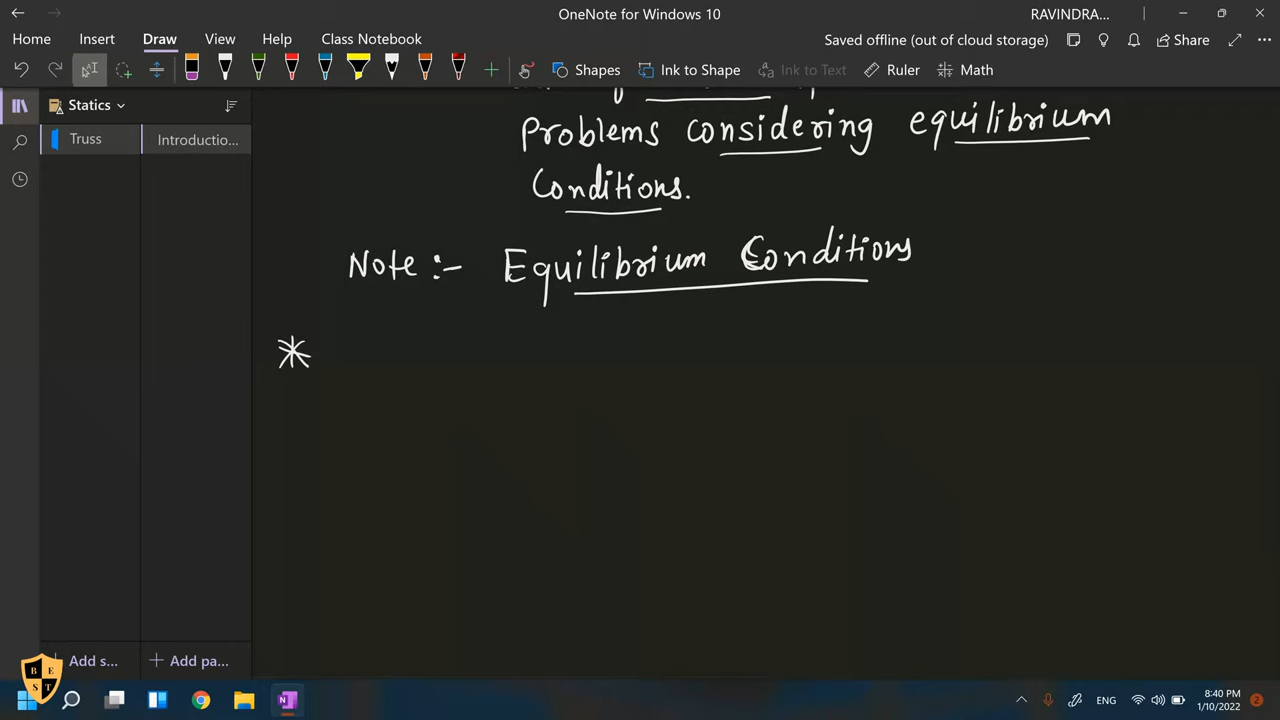 OneNote for Windows 10
RAVINDRA...
Home Insert Draw View Help Class Notebook
Saved offline (out of cloud storage) Share
Shapes Ink to Shape Ink to Text Ruler Math
Statics
Truss
Introductio...
Problems considering equilibrium
Conditions.
Note :- Equilibrium Conditions
*
Add s...
Add pa...
B E
S T
ENG
8:40 PM
1/10/2022
2